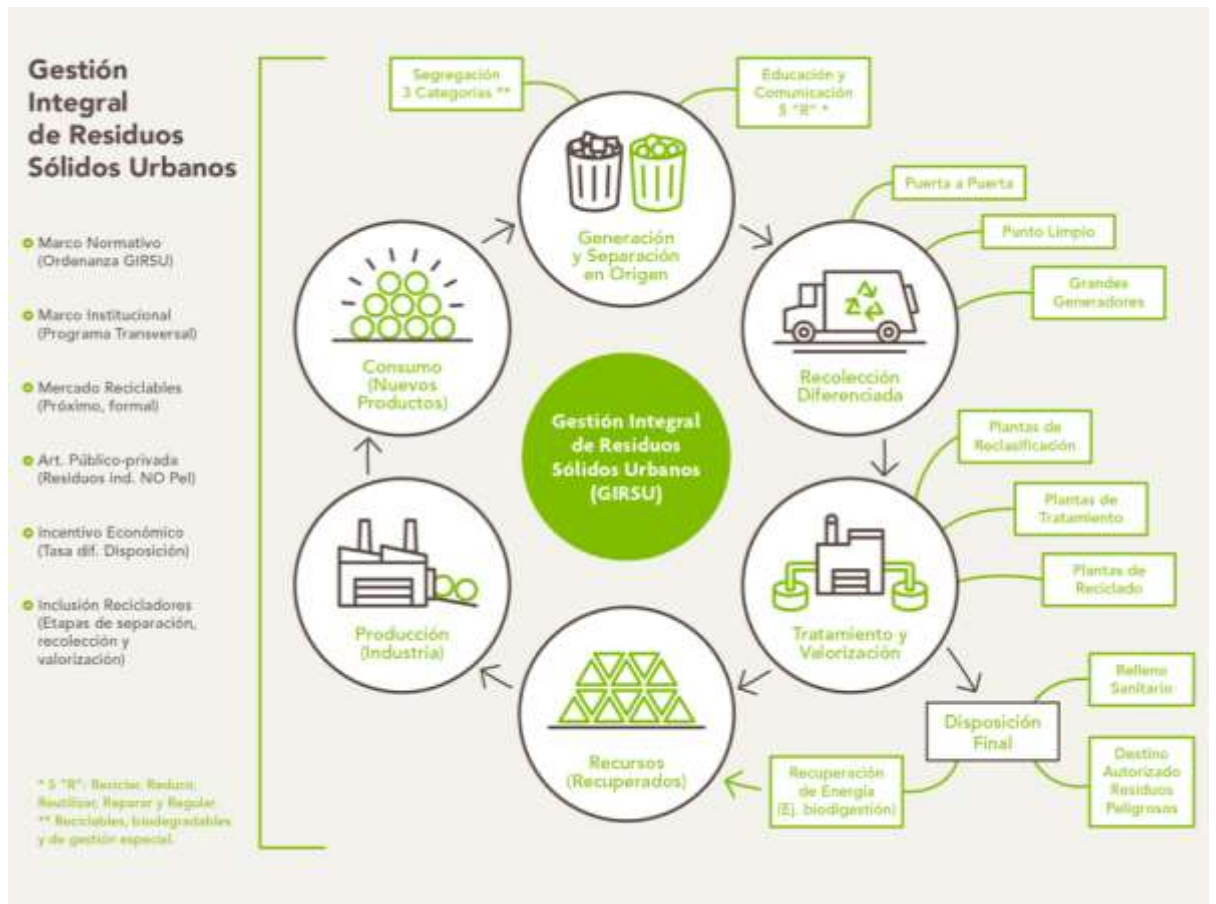 Gestión
Integral
de Residuos
Sólidos Urbanos
Marco Normativo
(Ordenanza GIRSU)
Marco Institucional
(Programa Transversal)
Mercado Reciclables
(Próximo, formal)
Art. Público-privada
(Residuos ind. NO Pel)
Incentivo Económico
(Tasa dif. Disposición)
Inclusión Recicladores
(Etapas de separación,
recolección y
valorización)
* 5 "R": Reciclar, Reducir,
Reutilizar, Reparar y Regular
** Reciclables, biodegradables
y de gestión especial.
Segregación
3 Categorías **
Educación y
Comunicación
5 "R" *
Generación
y Separación
en Origen
Puerta a Puerta
Punto Limpio
Grandes
Generadores
Recolección
Diferenciada
Plantas de
Reclasificación
Plantas de
Tratamiento
Plantas de
Reciclado
Tratamiento y
Valorización
Relleno
Sanitario
Disposición
Final
Destino
Autorizado
Residuos
Peligrosos
Recuperación
de Energía
(Ej. biodigestión)
Recursos
(Recuperados)
Producción
(Industria)
Consumo
(Nuevos
Productos)
Gestión Integral
de Residuos
Sólidos Urbanos
(GIRSU)